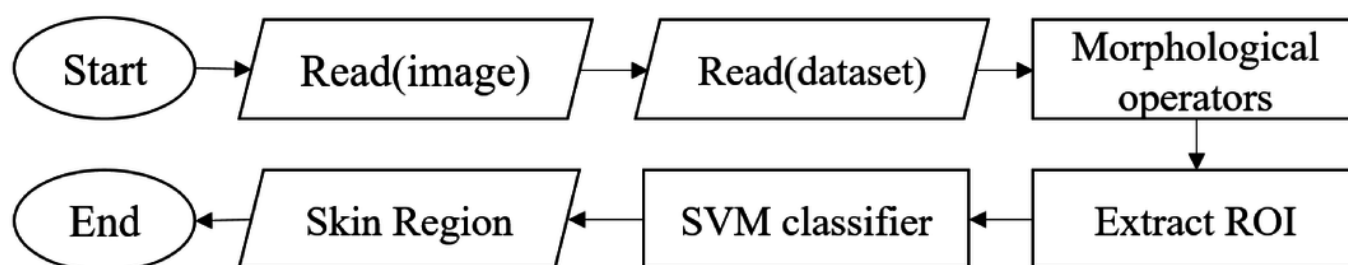 Start
Read(image)
Read(dataset)
Morphological
operators
Extract ROI
SVM classifier
Skin Region
End